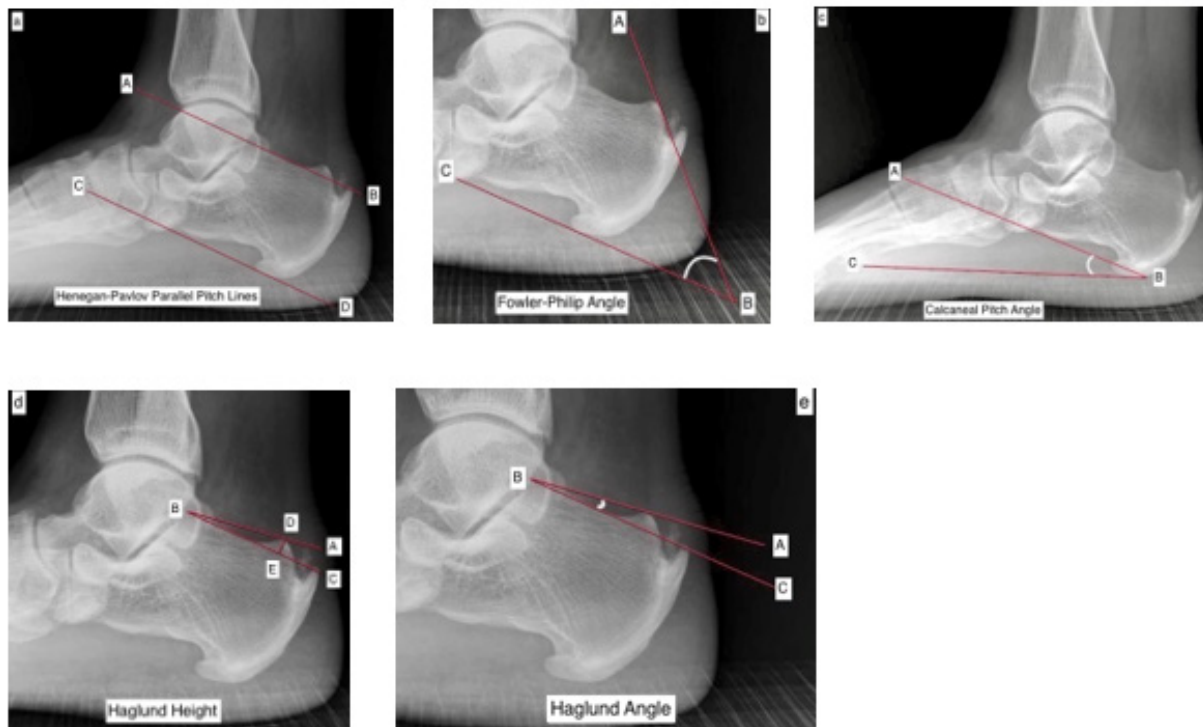 a
A
B
C
D
Henegan-Pavlov Parallel Pitch Lines
b
A
C
B
Fowler-Philip Angle
c
A
C
B
Calcaneal Pitch Angle
d
B
D
A
E
C
Haglund Height
e
B
A
C
Haglund Angle